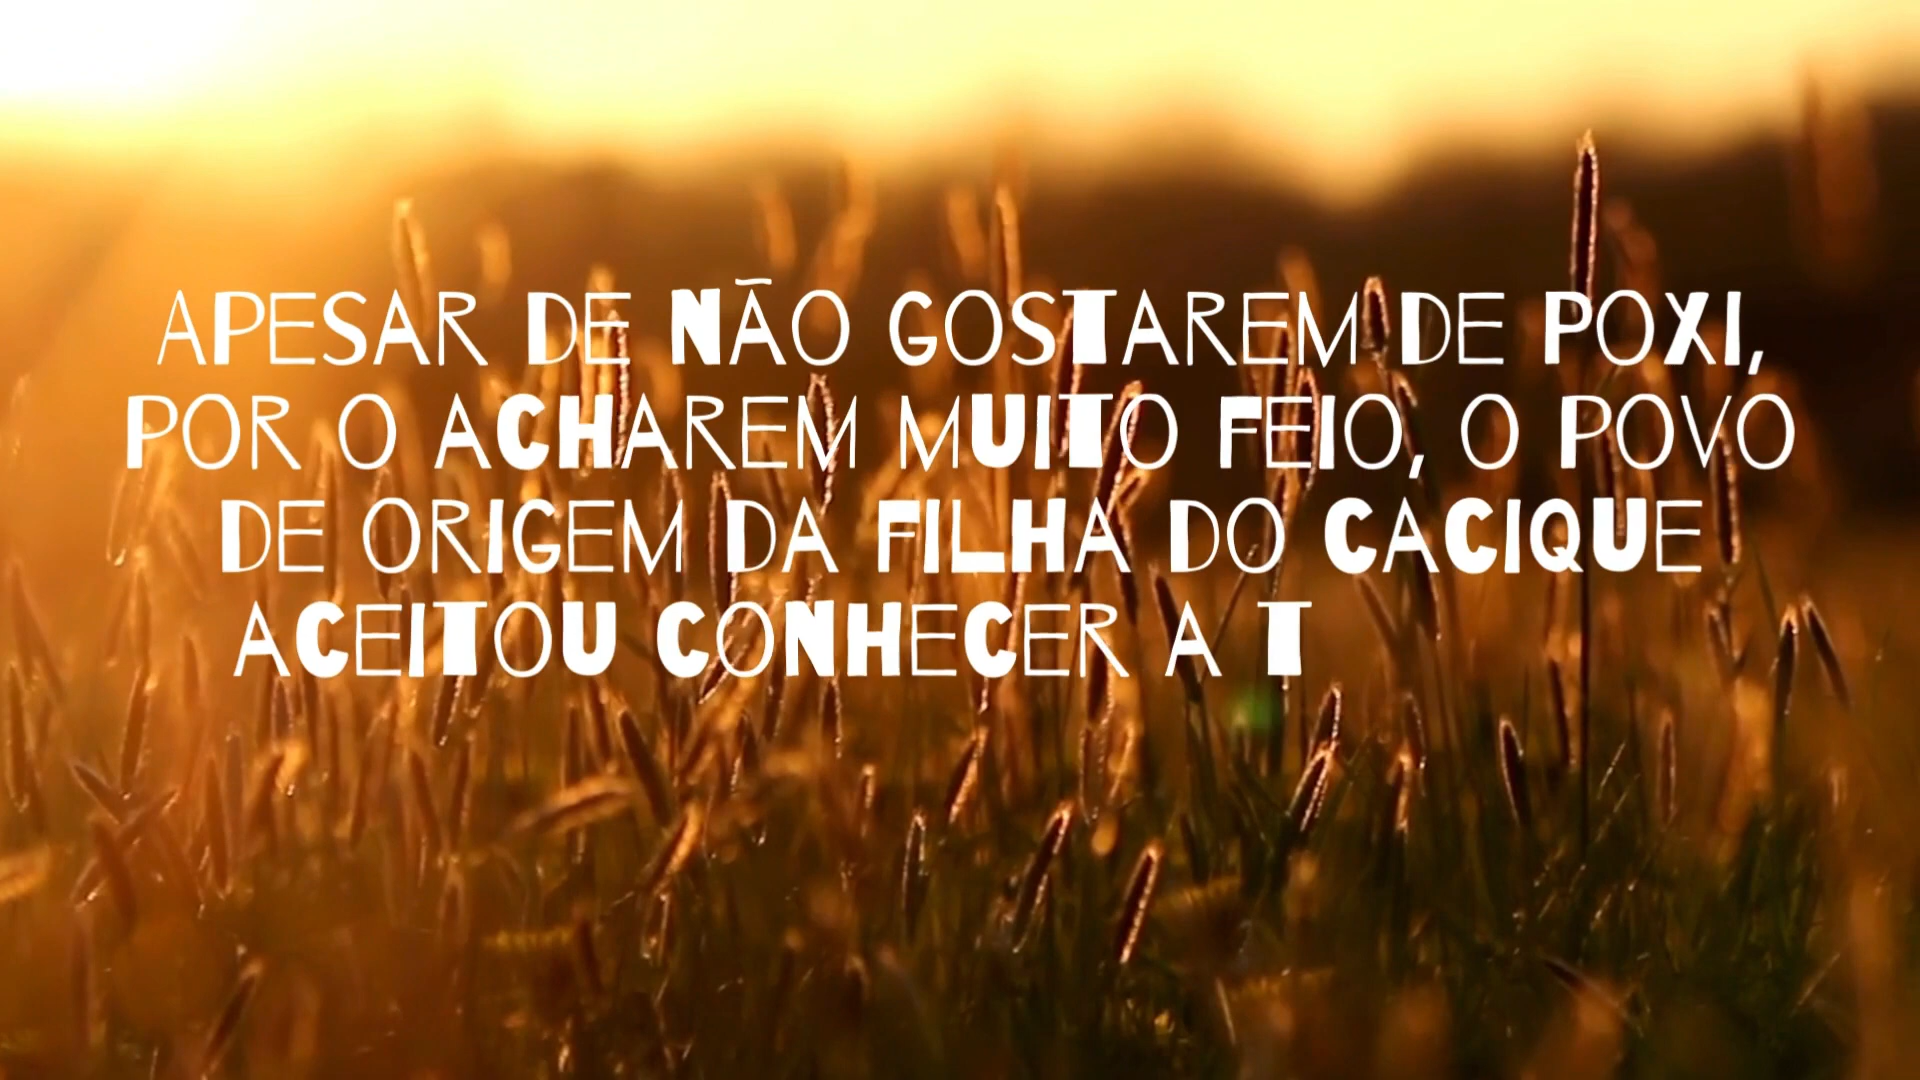 APESAR DE NÃO GOSTAREM DE POXI,
POR O ACHAREM MUITO FEIO, O POVO
DE ORIGEM DA FILHA DO CACIQUE
ACEITOU CONHECER A T